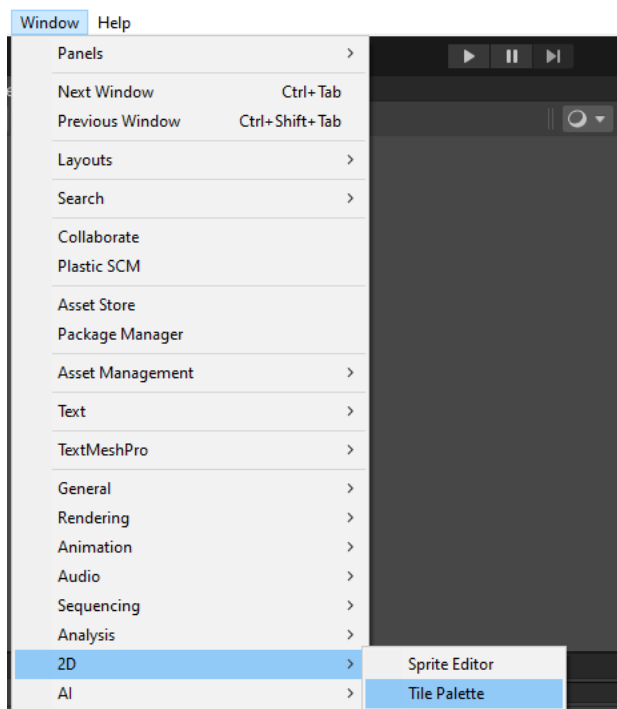 Window Help
Panels
Next Window Ctrl+Tab
Previous Window Ctrl+Shift+Tab
Layouts
Search
Collaborate
Plastic SCM
Asset Store
Package Manager
Asset Management
Text
TextMeshPro
General
Rendering
Animation
Audio
Sequencing
Analysis
2D Sprite Editor
AI Tile Palette